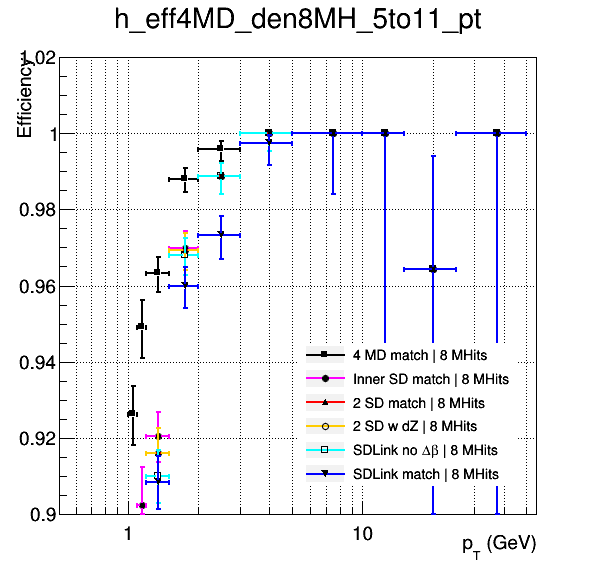 h_eff4MD_den8MH_5to11_pt
Efficiency
1.02
1
0.98
0.96
0.94
0.92
0.9
4 MD match | 8 MHits
Inner SD match | 8 MHits
2 SD match | 8 MHits
2 SD w dZ | 8 MHits
SDLink no Δβ | 8 MHits
SDLink match | 8 MHits
1
10
p_T (GeV)